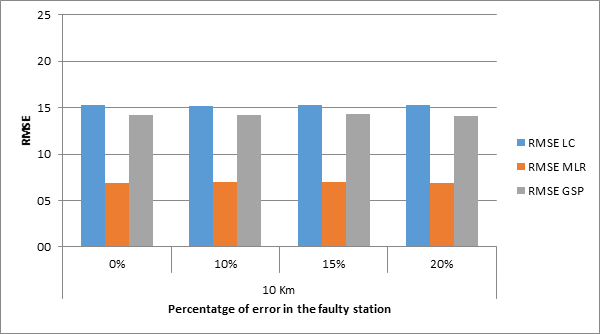 25
20
15
10
05
00
RMSE
RMSE LC
RMSE MLR
RMSE GSP
0% 10% 15% 20%
10 Km
Percentatge of error in the faulty station